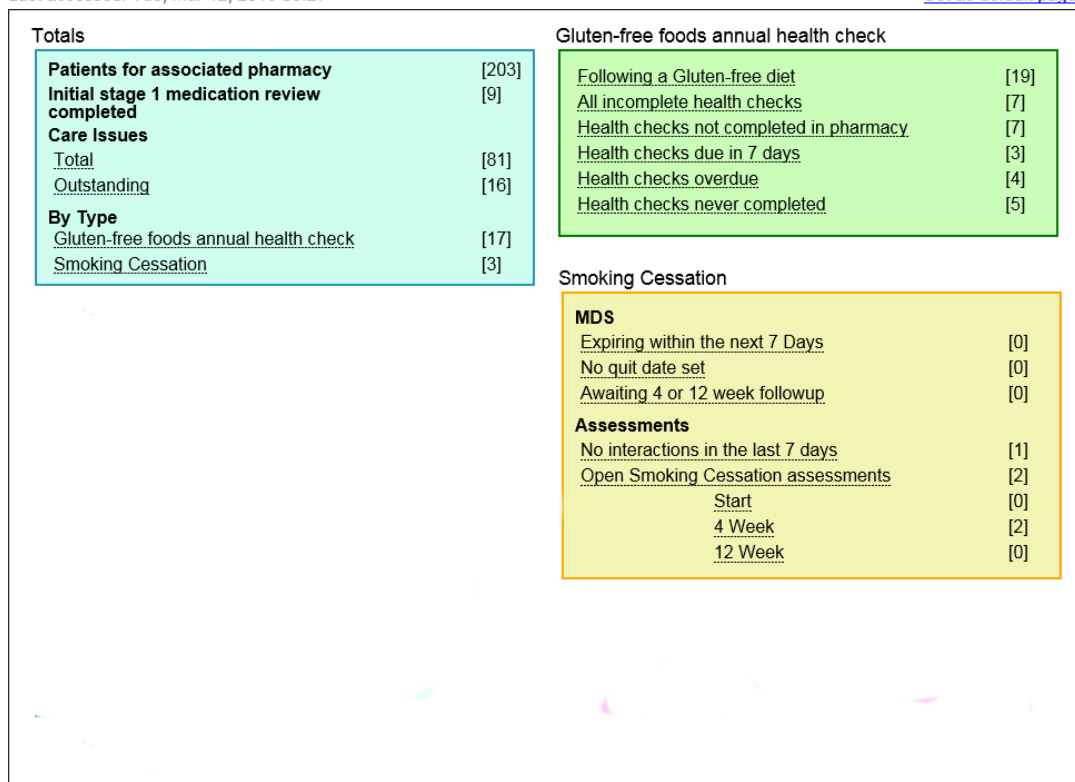 Totals
Patients for associated pharmacy [203]
Initial stage 1 medication review [9]
completed
Care Issues
Total [81]
Outstanding [16]
By Type
Gluten-free foods annual health check [17]
Smoking Cessation [3]
Gluten-free foods annual health check
Following a Gluten-free diet [19]
All incomplete health checks [7]
Health checks not completed in pharmacy [7]
Health checks due in 7 days [3]
Health checks overdue [4]
Health checks never completed [5]
Smoking Cessation
MDS
Expiring within the next 7 Days [0]
No quit date set [0]
Awaiting 4 or 12 week followup [0]
Assessments
No interactions in the last 7 days [1]
Open Smoking Cessation assessments [2]
Start [0]
4 Week [2]
12 Week [0]